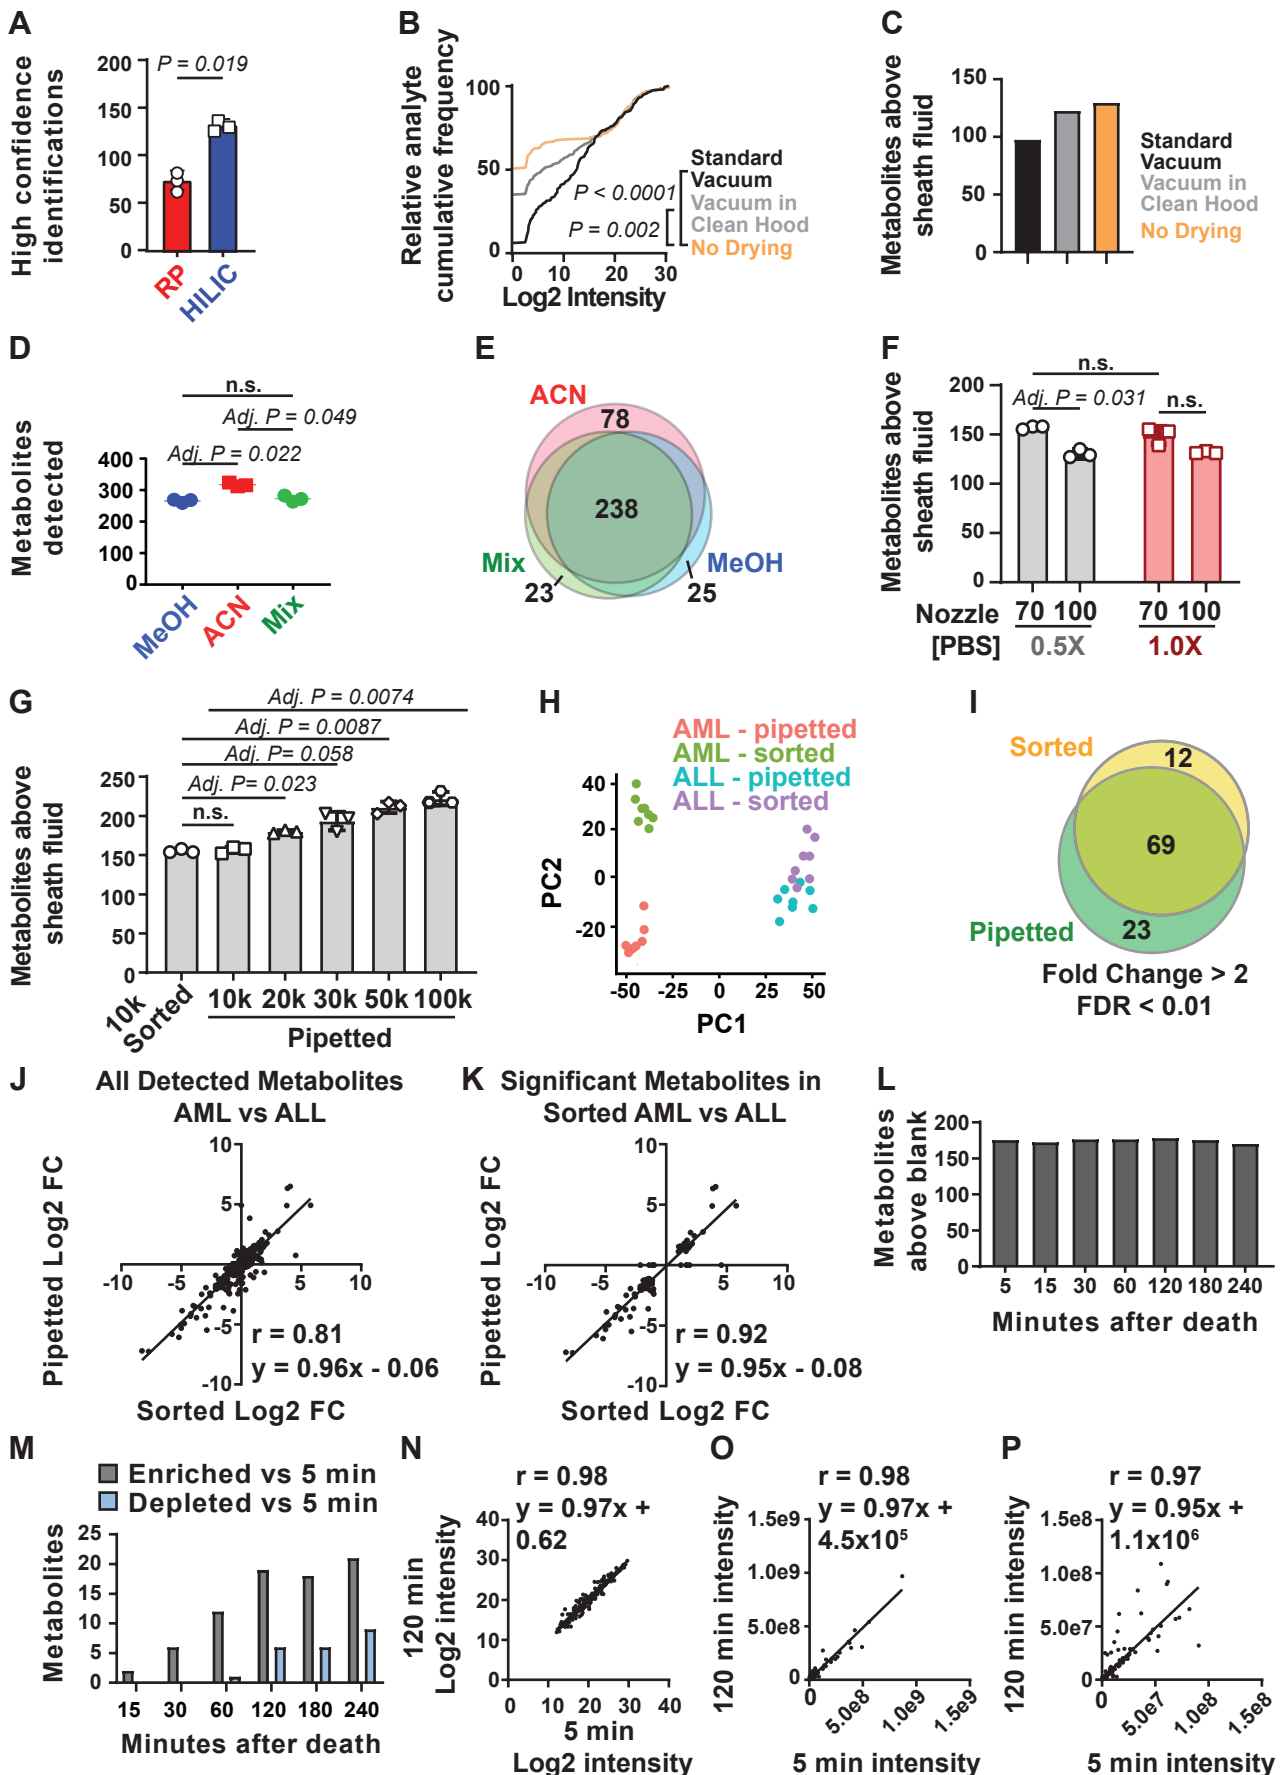 A
High confidence
identifications
200
150
100
50
0
P = 0.019
RP
HILIC
B
Relative analyte
cumulative frequency
100
50
0
0 10 20 30
Log2 Intensity
P < 0.0001
P = 0.002
Standard
Vacuum
Vacuum in
Clean Hood
No Drying
C
Metabolites above
sheath fluid
150
100
50
0
Standard
Vacuum
Vacuum in
Clean Hood
No Drying
D
Metabolites
detected
n.s.
Adj. P = 0.049
Adj. P = 0.022
400
300
200
100
0
MeOH
ACN
Mix
E
ACN
78
238
Mix
23
MeOH
25
F
Metabolites above
sheath fluid
n.s.
Adj. P = 0.031
n.s.
200
150
100
50
0
Nozzle 70 100 70 100
[PBS] 0.5X 1.0X
G
Metabolites above
sheath fluid
Adj. P = 0.0074
Adj. P = 0.0087
Adj. P= 0.058
Adj. P= 0.023
n.s.
250
200
150
100
50
0
10k
Sorted
10k 20k 30k 50k 100k
Pipetted
H
AML - pipetted
AML - sorted
ALL - pipetted
ALL - sorted
PC2
40
20
0
-20
-50 -25 0 25 50
PC1
I
Sorted
12
69
Pipetted
23
Fold Change > 2
FDR < 0.01
J
All Detected Metabolites
AML vs ALL
Pipetted Log2 FC
10
5
-10 -5 5 10
-5
-10
r = 0.81
y = 0.96x - 0.06
Sorted Log2 FC
K
Significant Metabolites in
Sorted AML vs ALL
Pipetted Log2 FC
10
5
-10 -5 5 10
-5
-10
r = 0.92
y = 0.95x - 0.08
Sorted Log2 FC
L
Metabolites
above blank
200
150
100
50
0
5 15 30 60 120 180 240
Minutes after death
M
Enriched vs 5 min
Depleted vs 5 min
Metabolites
25
20
15
10
5
0
15 30 60 120 180 240
Minutes after death
N
r = 0.98
y = 0.97x +
0.62
120 min
Log2 intensity
40
30
20
10
0
0 10 20 30 40
5 min
Log2 intensity
O
r = 0.98
y = 0.97x +
4.5x10⁵
120 min intensity
1.5e9
1.0e9
5.0e8
0
0 5.0e8 1.0e9 1.5e9
5 min intensity
P
r = 0.97
y = 0.95x +
1.1x10⁶
120 min intensity
1.5e8
1.0e8
5.0e7
0
0 5.0e7 1.0e8 1.5e8
5 min intensity